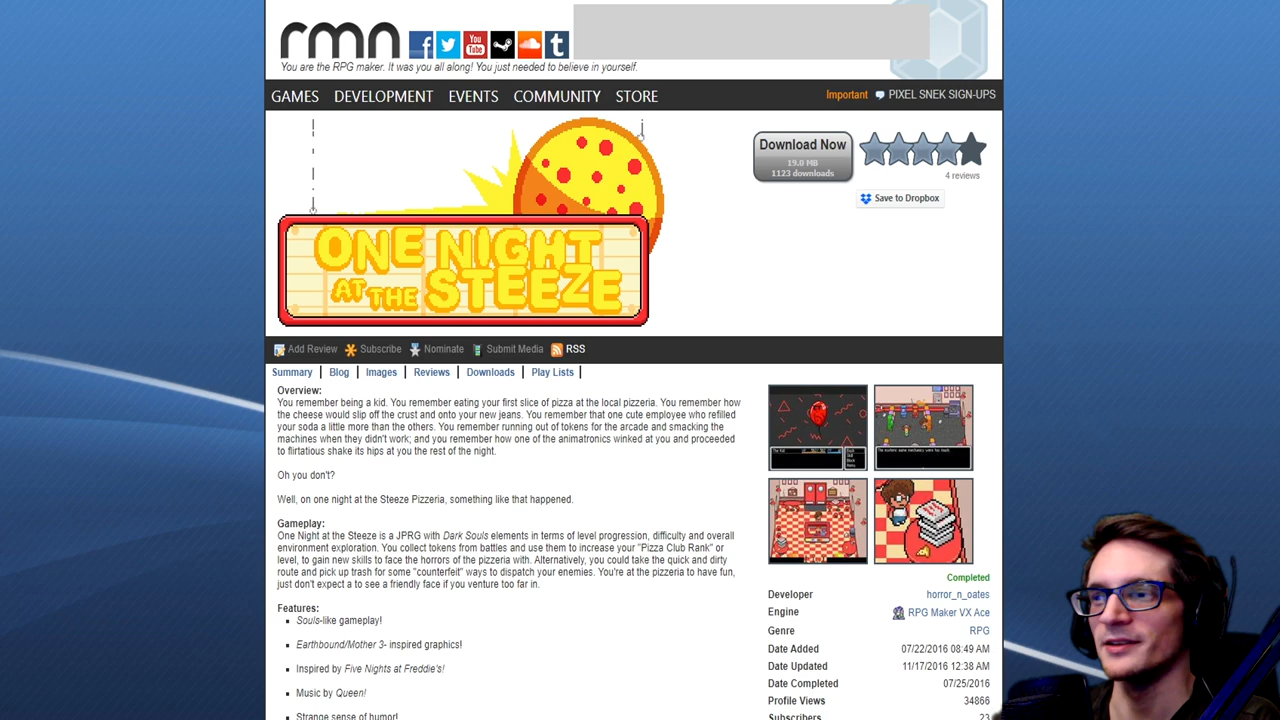 rmn
f
You Tube
t
You are the RPG maker. It was you all along! You just needed to believe in yourself.
GAMES DEVELOPMENT EVENTS COMMUNITY STORE
Important PIXEL SNEK SIGN-UPS
ONE NIGHT
AT THE STEEZE
Download Now
19.0 MB
1123 downloads
4 reviews
Save to Dropbox
Add Review Subscribe Nominate Submit Media RSS
Summary Blog Images Reviews Downloads Play Lists
Overview:
You remember being a kid. You remember eating your first slice of pizza at the local pizzeria. You remember how
the cheese would slip off the crust and onto your new jeans. You remember that one cute employee who refilled
your soda a little more than the others. You remember running out of tokens for the arcade and smacking the
machines when they didn't work; and you remember how one of the animatronics winked at you and proceeded
to flirtatious shake its hips at you the rest of the night.
Oh you don't?
Well, on one night at the Steeze Pizzeria, something like that happened.
Gameplay:
One Night at the Steeze is a JPRG with Dark Souls elements in terms of level progression, difficulty and overall
environment exploration. You collect tokens from battles and use them to increase your "Pizza Club Rank" or
level, to gain new skills to face the horrors of the pizzeria with. Alternatively, you could take the quick and dirty
route and pick up trash for some "counterfeit" ways to dispatch your enemies. You're at the pizzeria to have fun,
just don't expect to see a friendly face if you venture too far in.
Features:
Souls-like gameplay!
Earthbound/Mother 3- inspired graphics!
Inspired by Five Nights at Freddie's!
Music by Queen!
Strange sense of humor!
Completed
Developer horror_n_oates
Engine RPG Maker VX Ace
Genre RPG
Date Added 07/22/2016 08:49 AM
Date Updated 11/17/2016 12:38 AM
Date Completed 07/25/2016
Profile Views 34866
Subscribers 23